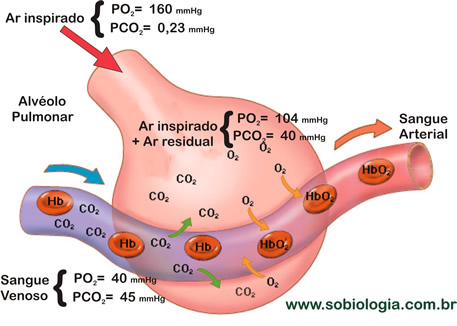 Ar inspirado { PO2= 160 mmHg
PCO2= 0,23 mmHg
Alvéolo
Pulmonar
Ar inspirado
+ Ar residual { PO2= 104 mmHg
PCO2= 40 mmHg
Sangue
Arterial
O2
O2
O2
CO2
CO2
CO2
O2
HbO2
HbO2
Hb
CO2
CO2
CO2
Hb
CO2
Hb
HbO2
CO2
O2
CO2
Sangue
Venoso { PO2= 40 mmHg
PCO2= 45 mmHg
www.sobiologia.com.br